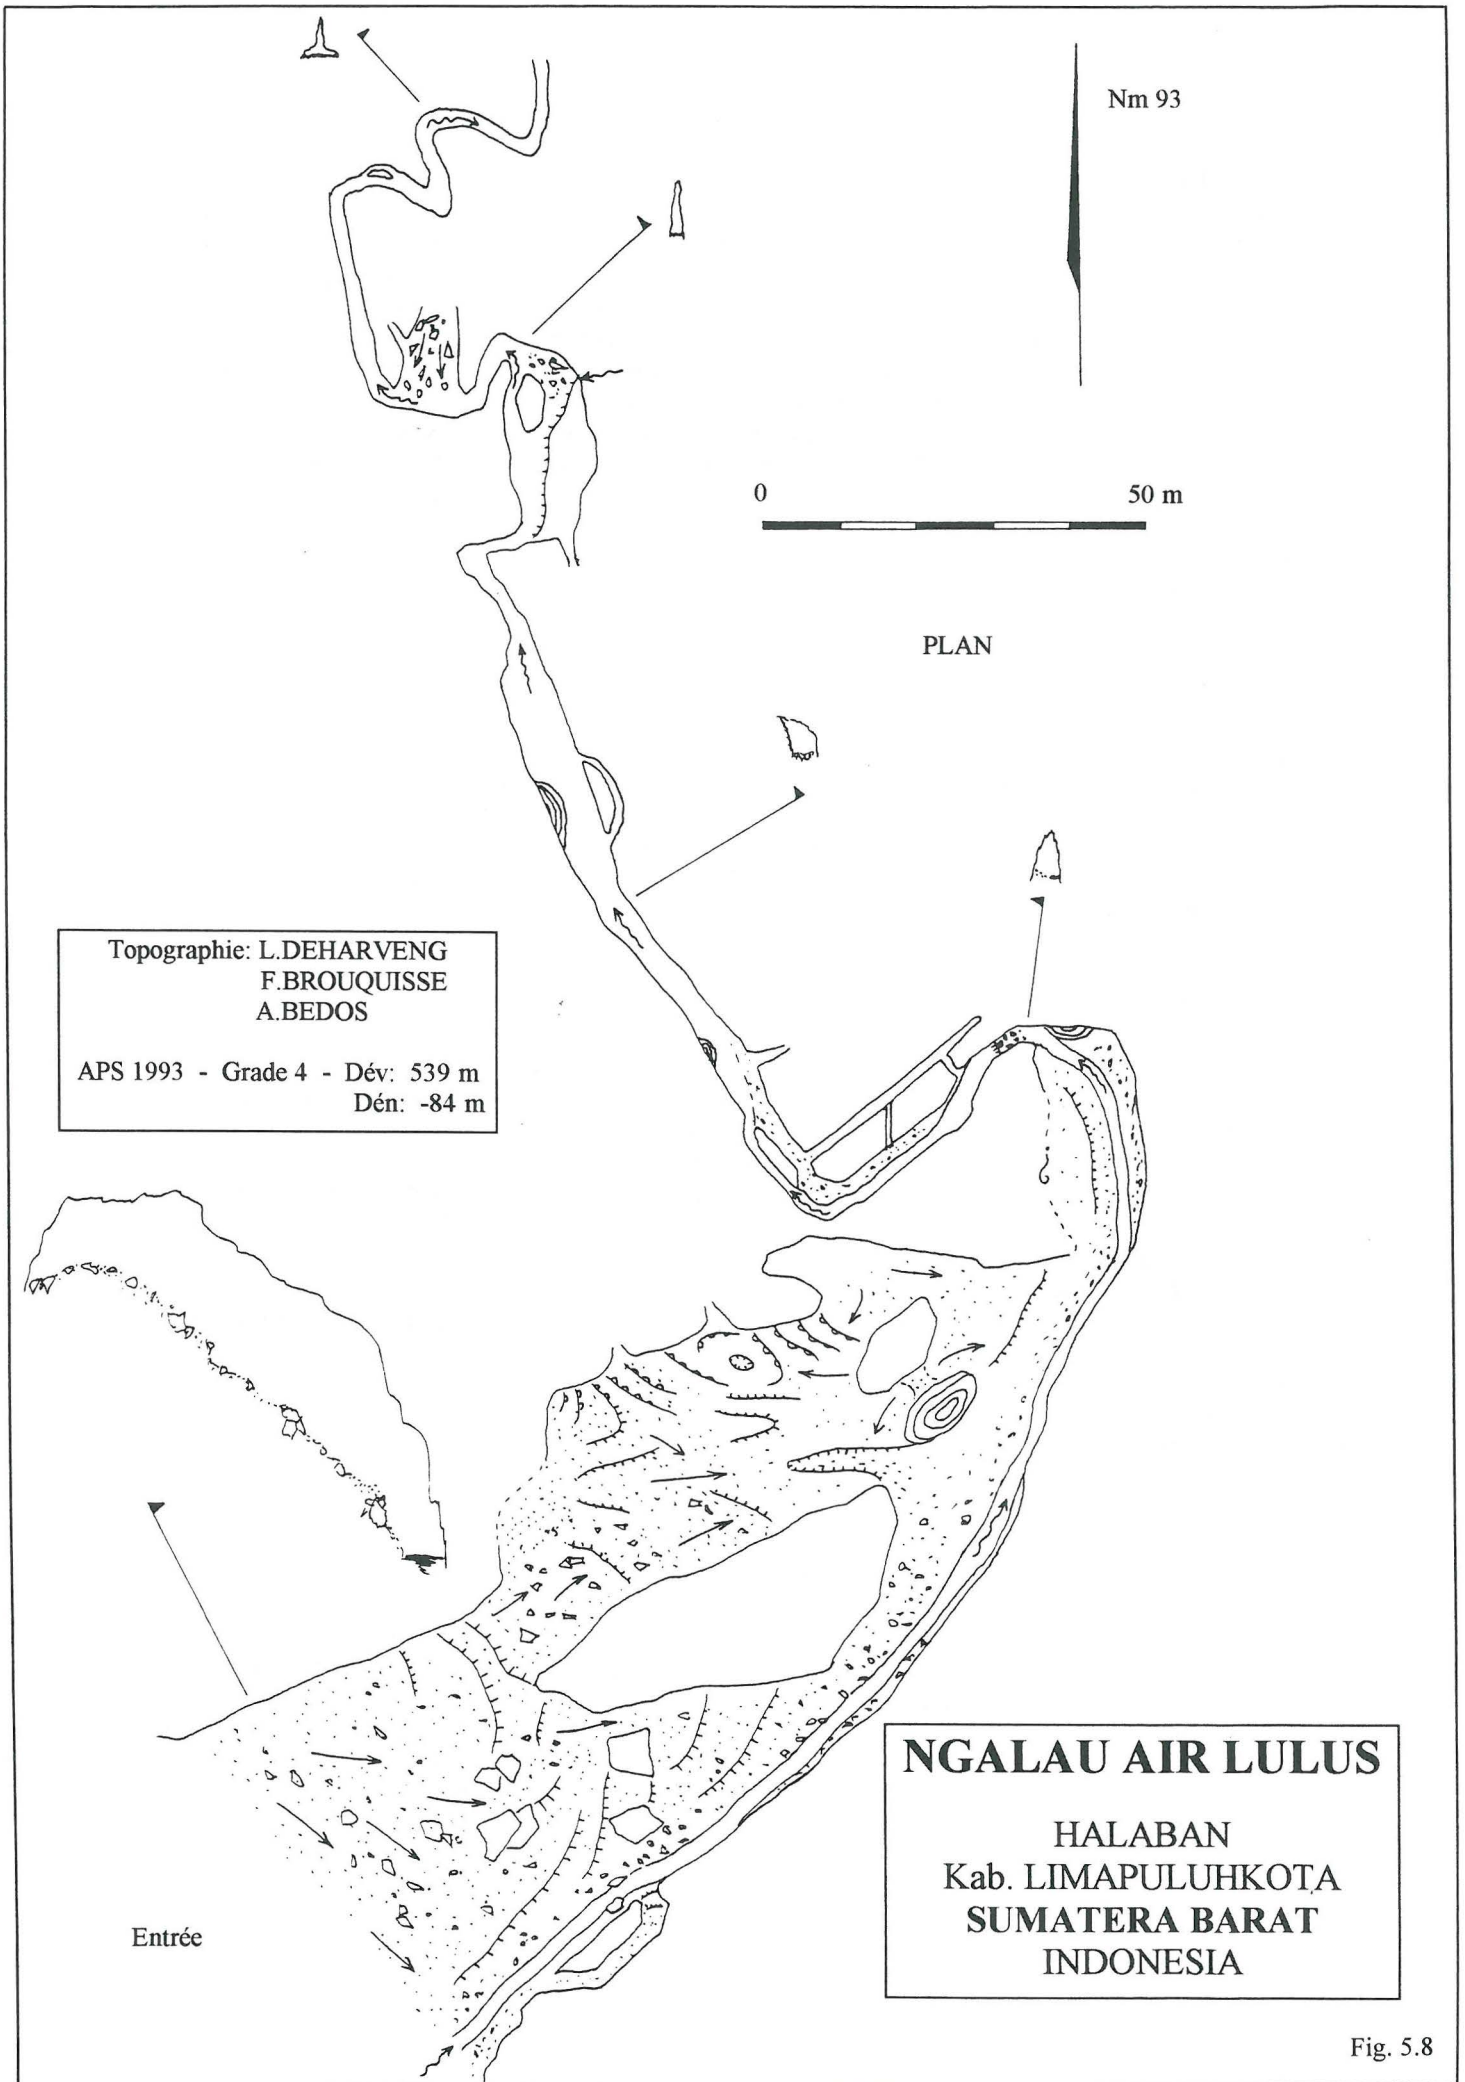 Nm 93
0 50 m
PLAN
Topographie: L.DEHARVENG
F.BROUQUISSE
A.BEDOS
APS 1993 - Grade 4 - Dév: 539 m
Dén: -84 m
Entrée
NGALAU AIR LULUS
HALABAN
Kab. LIMAPULUHKOTA
SUMATERA BARAT
INDONESIA
Fig. 5.8